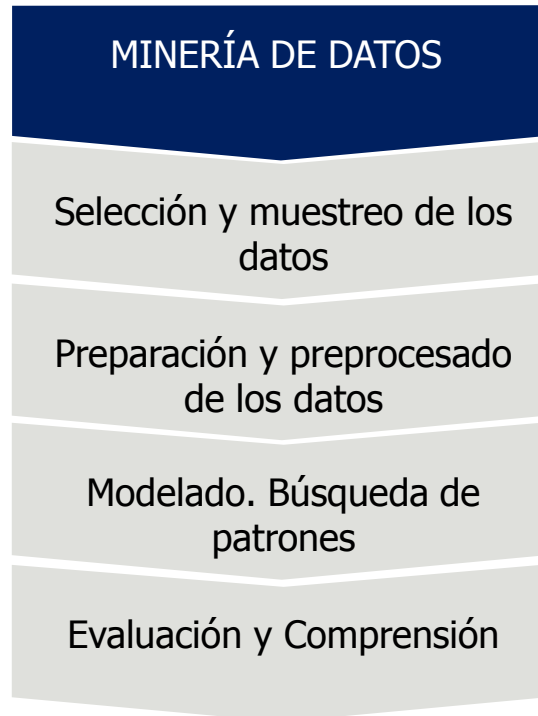 MINERÍA DE DATOS
Selección y muestreo de los
datos
Preparación y preprocesado
de los datos
Modelado. Búsqueda de
patrones
Evaluación y Comprensión